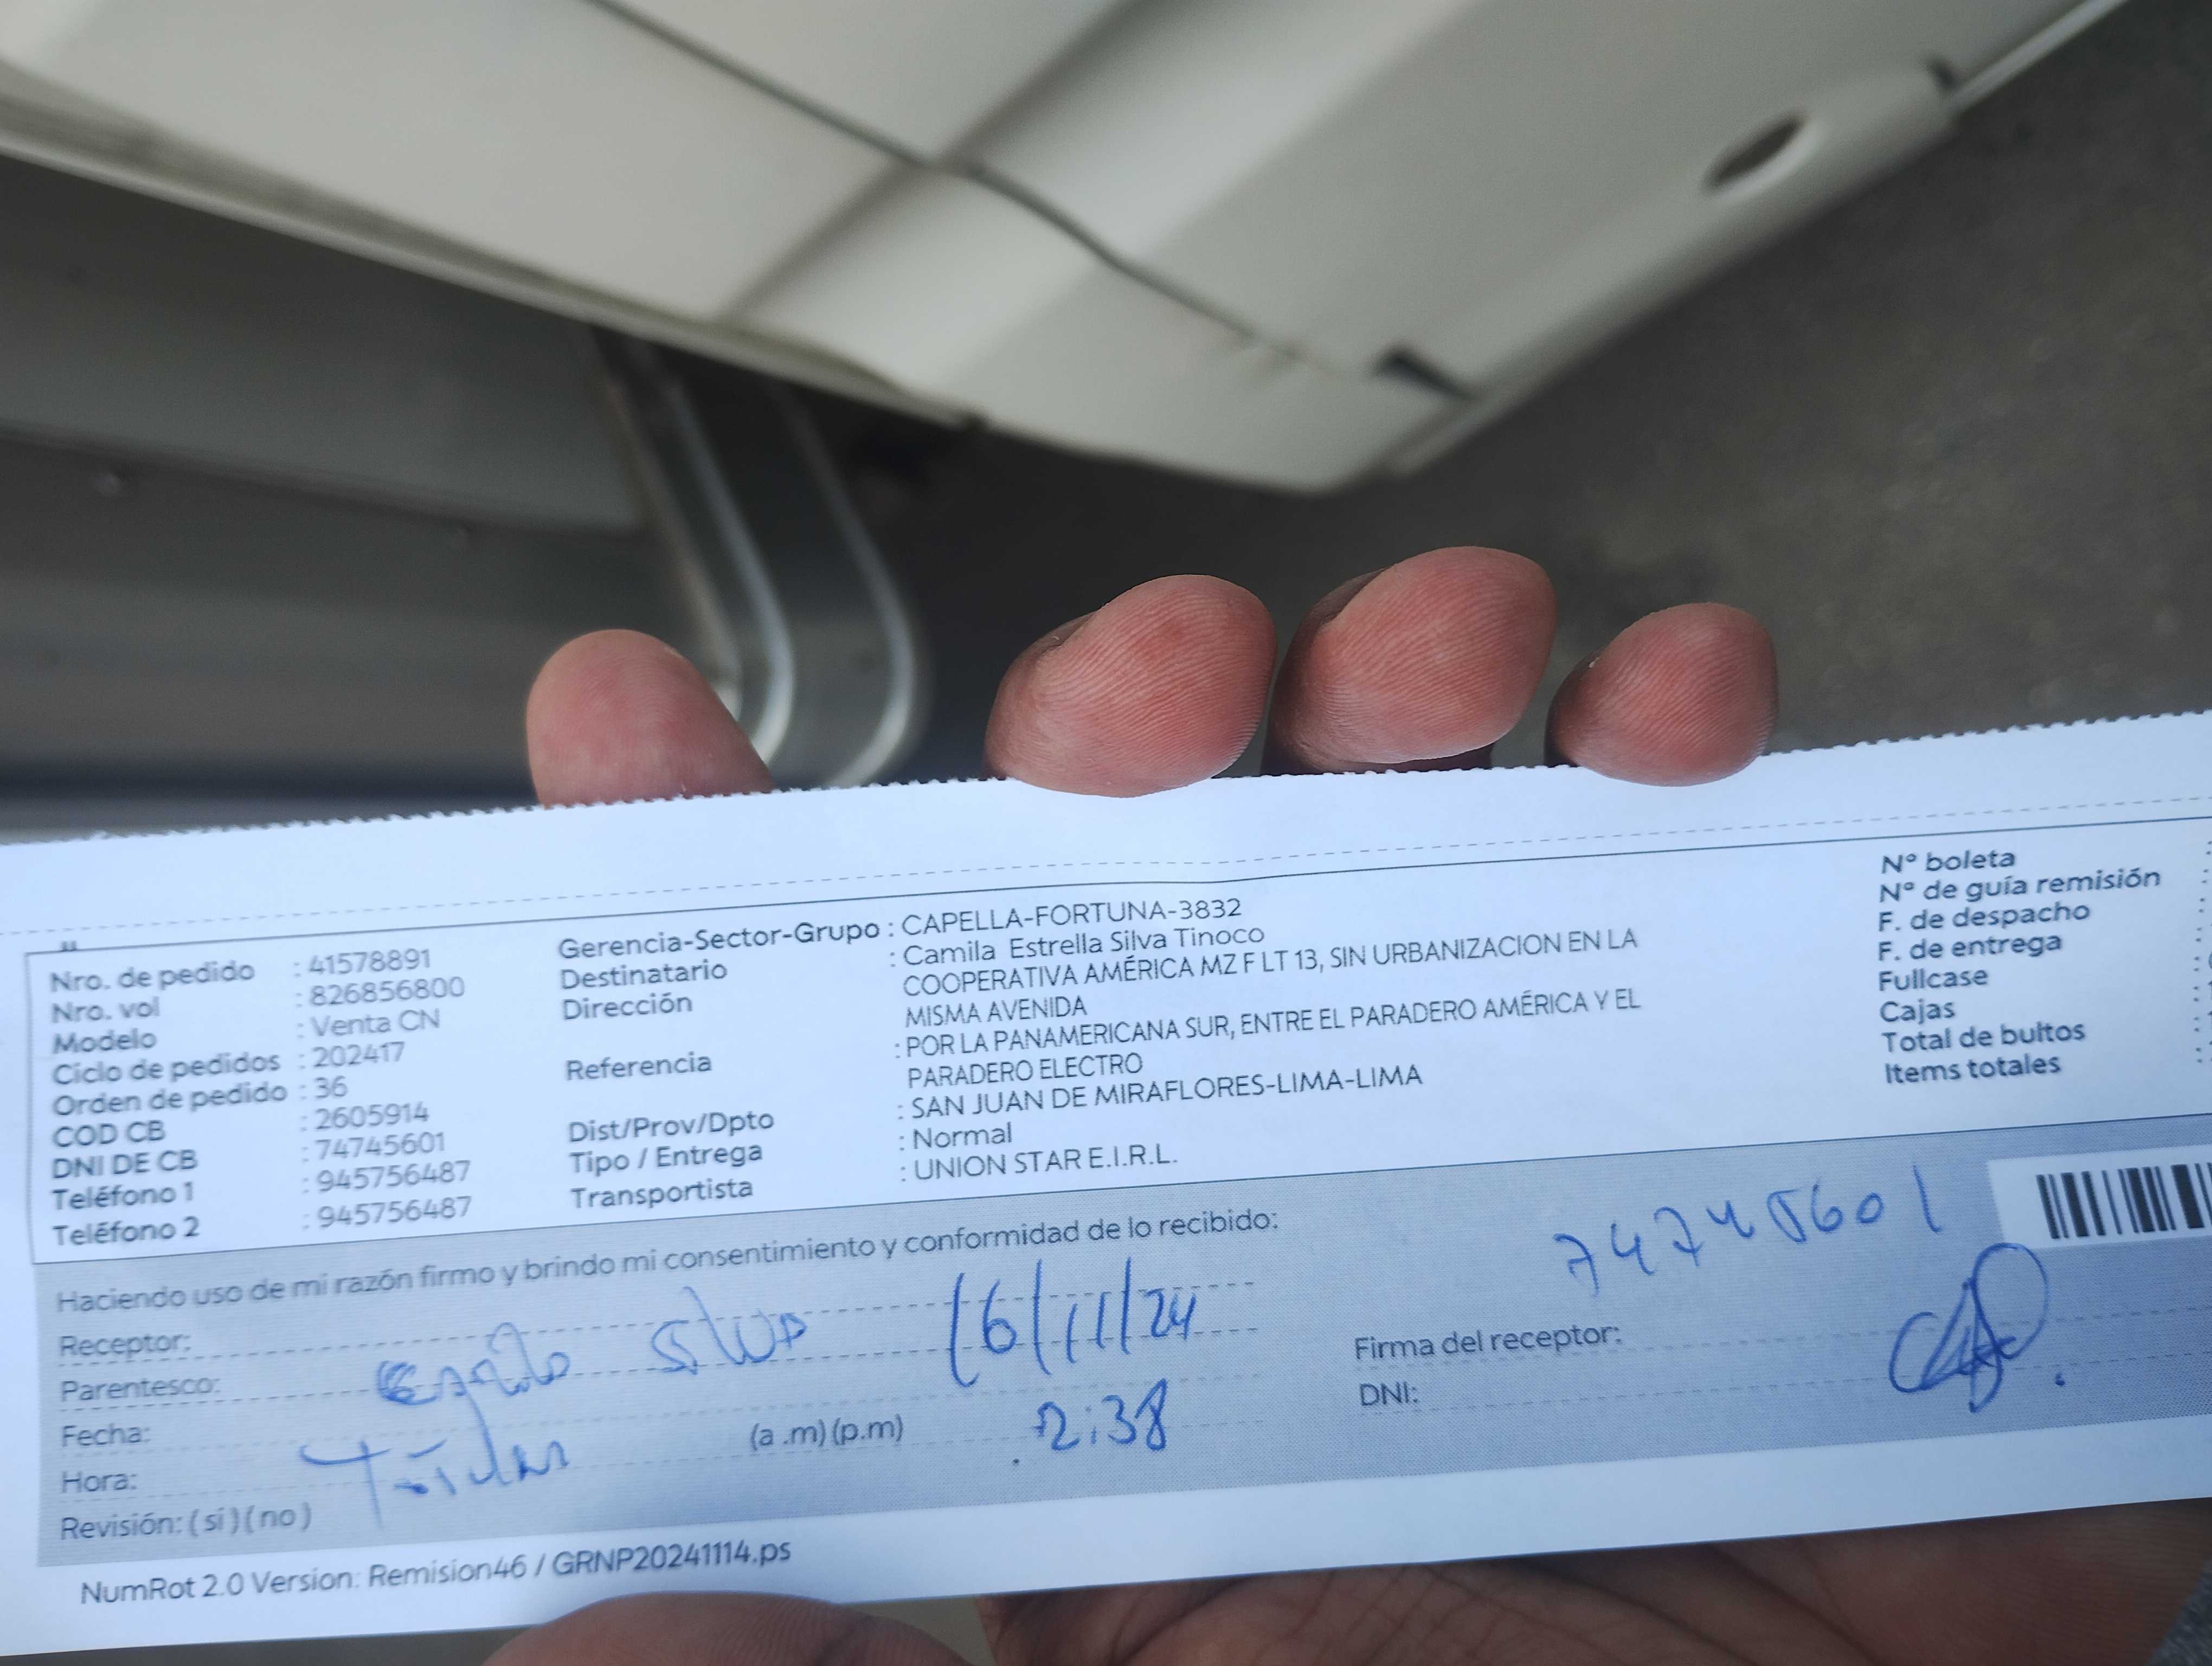 Nro. de pedido : 41578891
Nro. vol : 826856800
Modelo : Venta CN
Ciclo de pedidos : 202417
Orden de pedido : 36
COD CB : 2605914
DNI DE CB : 74745601
Teléfono 1 : 945756487
Teléfono 2 : 945756487
Gerencia-Sector-Grupo : CAPELLA-FORTUNA-3832
Destinatario : Camila Estrella Silva Tinoco
Dirección COOPERATIVA AMÉRICA MZ F LT 13, SIN URBANIZACION EN LA
MISMA AVENIDA
Referencia : POR LA PANAMERICANA SUR, ENTRE EL PARADERO AMÉRICA Y EL
PARADERO ELECTRO
Dist/Prov/Dpto : SAN JUAN DE MIRAFLORES-LIMA-LIMA
Tipo / Entrega : Normal
Transportista : UNION STAR E.I.R.L.
N° boleta :
N° de guía remisión :
F. de despacho :
F. de entrega :
Fullcase :
Cajas :
Total de bultos :
Items totales :
Haciendo uso de mi razón firmo y brindo mi consentimiento y conformidad de lo recibido:
Receptor:
Parentesco: 16/11/24
Fecha:
Hora: (a .m) (p.m) 2:38
Revisión: ( si ) ( no )
74745601
Firma del receptor:
DNI:
NumRot 2.0 Version: Remision46 / GRNP20241114.ps